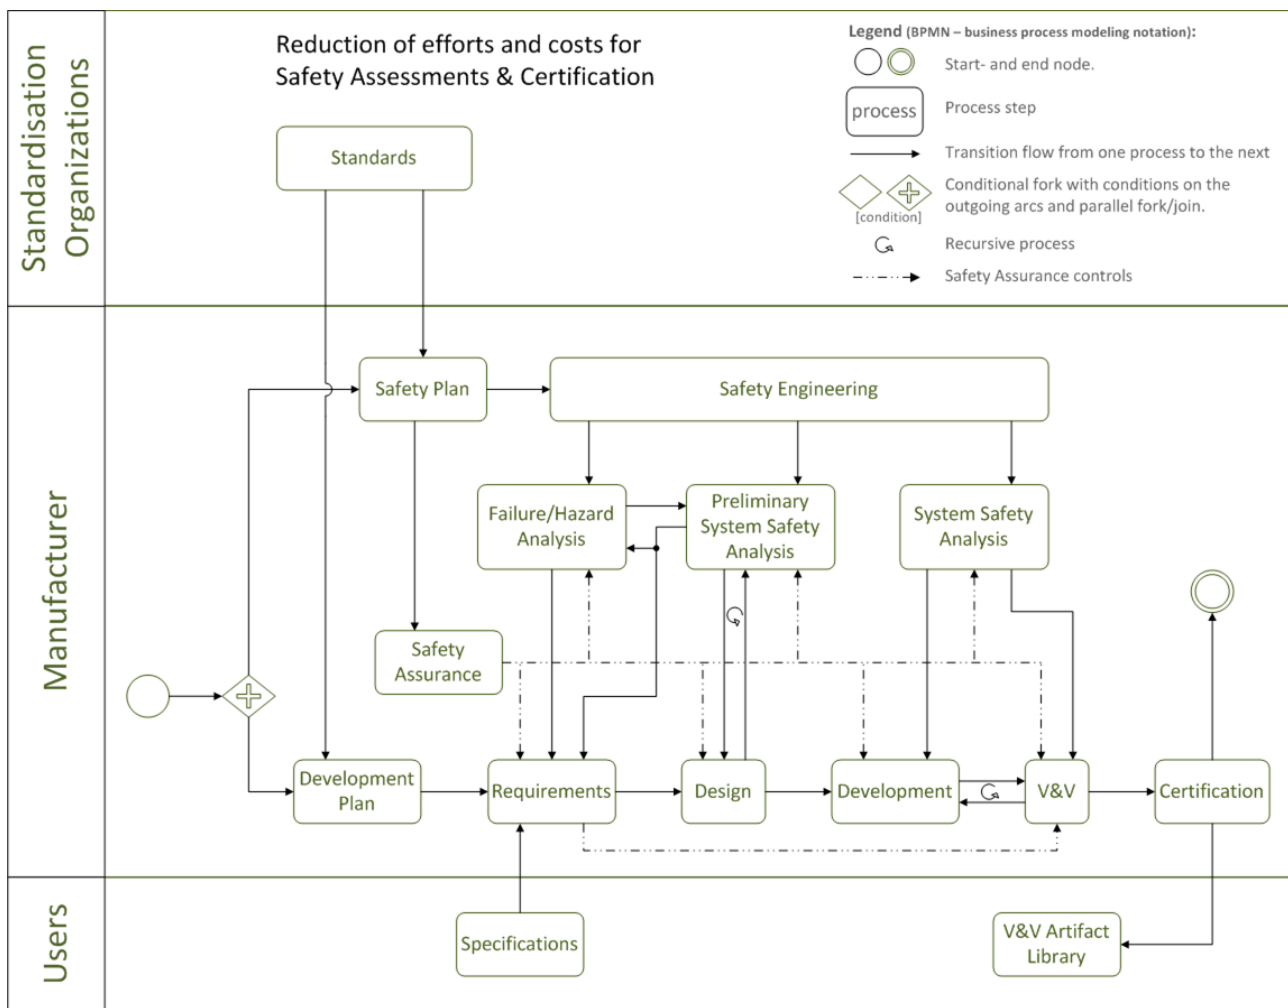 Standardisation
Organizations
Reduction of efforts and costs for
Safety Assessments & Certification
Legend (BPMN – business process modeling notation):
Start- and end node.
process
Process step
Transition flow from one process to the next
Conditional fork with conditions on the
outgoing arcs and parallel fork/join.
[condition]
Recursive process
Safety Assurance controls
Standards
Manufacturer
Safety Plan
Safety Engineering
Failure/Hazard
Analysis
Preliminary
System Safety
Analysis
System Safety
Analysis
Safety
Assurance
Development
Plan
Requirements
Design
Development
V&V
Certification
Users
Specifications
V&V Artifact
Library